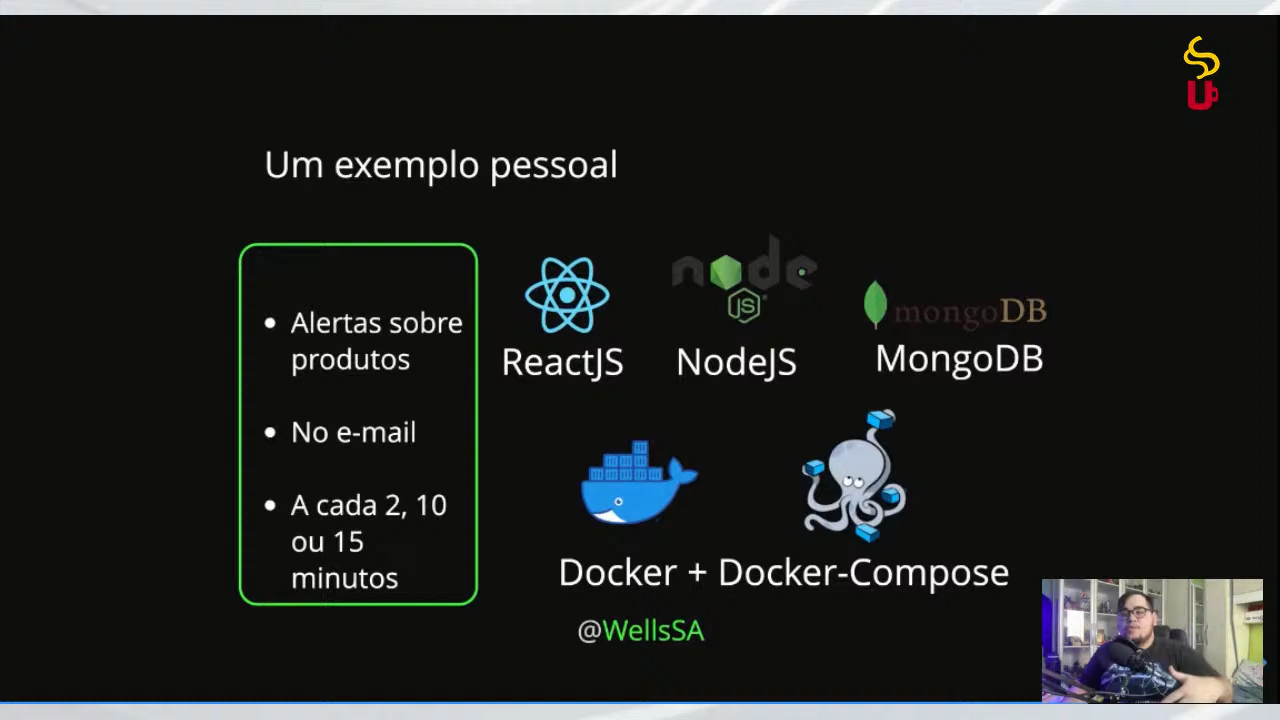 Um exemplo pessoal
Alertas sobre
produtos
No e-mail
A cada 2, 10
ou 15
minutos
node
JS
mongoDB
ReactJS
NodeJS
MongoDB
Docker + Docker-Compose
@WellsSA